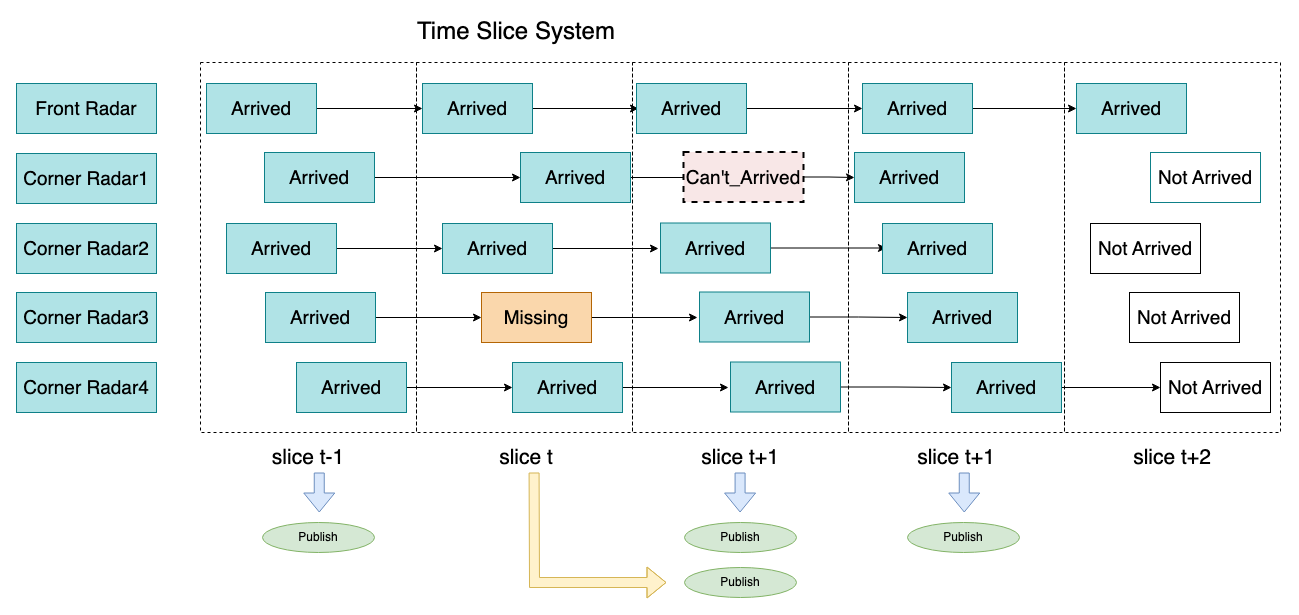 Time Slice System
Front Radar
Arrived
Arrived
Arrived
Arrived
Arrived
Corner Radar1
Arrived
Arrived
Can't_Arrived
Arrived
Not Arrived
Corner Radar2
Arrived
Arrived
Arrived
Arrived
Not Arrived
Corner Radar3
Arrived
Missing
Arrived
Arrived
Not Arrived
Corner Radar4
Arrived
Arrived
Arrived
Arrived
Not Arrived
slice t-1
slice t
slice t+1
slice t+1
slice t+2
Publish
Publish
Publish
Publish